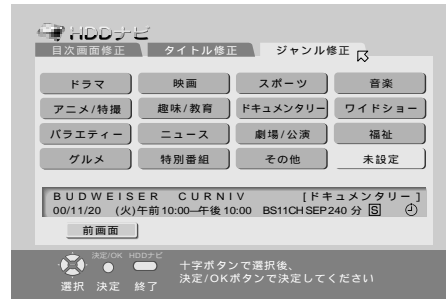 HDDナビ
目次画面修正 タイトル修正 ジャンル修正
ドラマ 映画 スポーツ 音楽
アニメ/特撮 趣味/教育 ドキュメンタリー ワイドショー
バラエティー ニュース 劇場/公演 福祉
グルメ 特別番組 その他 未設定
BUDWEISER CURNIV [ドキュメンタリー]
00/11/20 (火)午前10:00—午後10:00 BS11CH SEP 240 分 S
前画面
決定/OK HDDナビ
選択 決定 終了
十字ボタンで選択後、
決定/OKボタンで決定してください